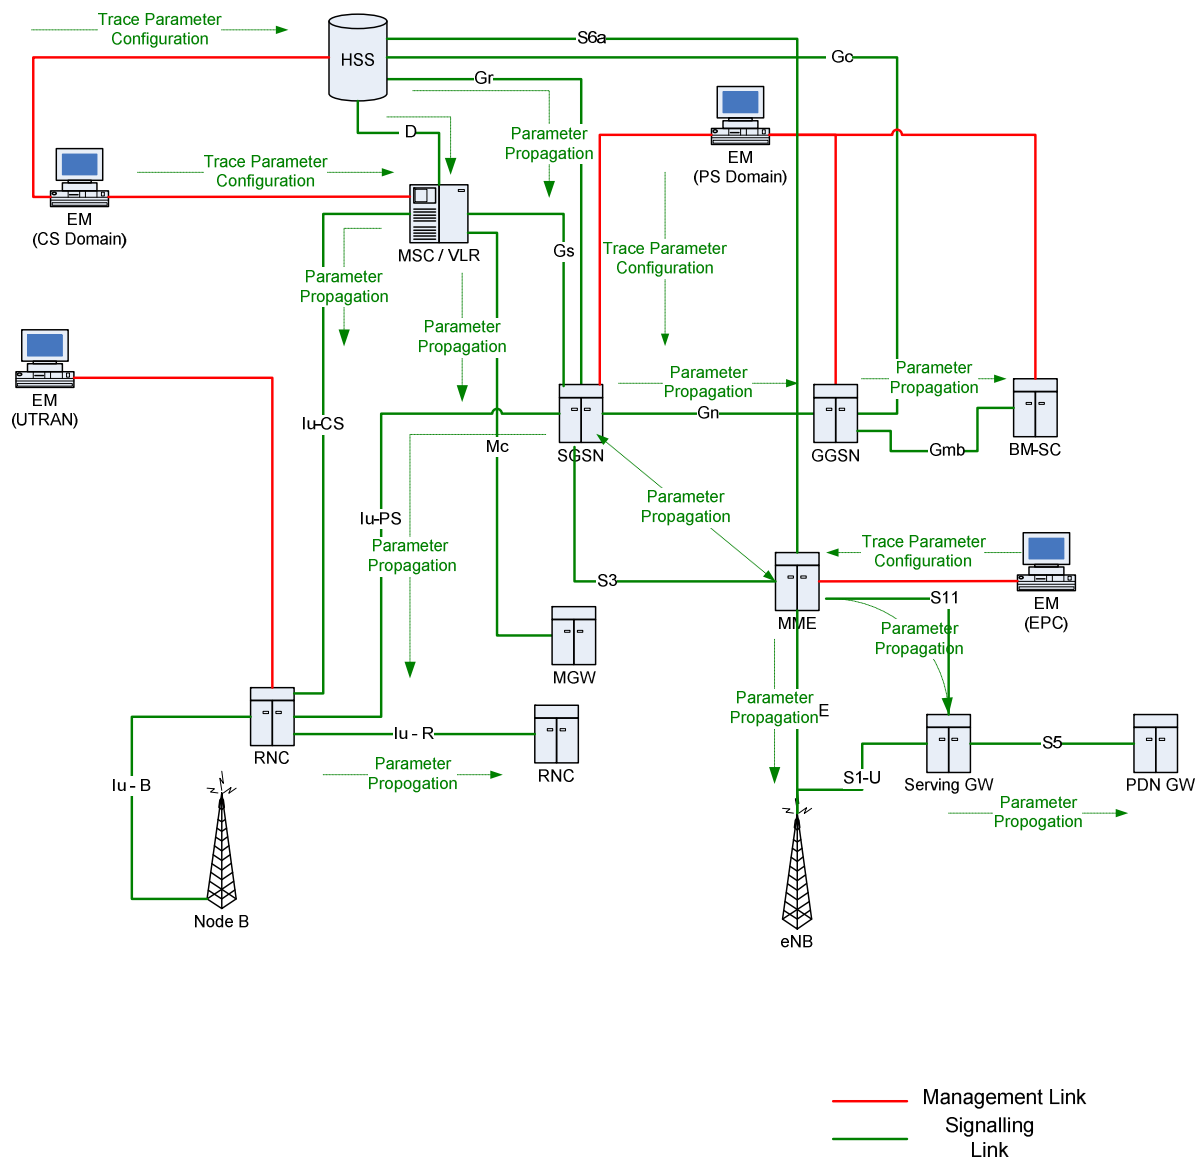 Trace Parameter
Configuration
HSS
S6a
Gc
Gr
D
Parameter
Propagation
EM
(PS Domain)
Trace Parameter
Configuration
EM
(CS Domain)
MSC / VLR
Gs
Trace Parameter
Configuration
Parameter
Propagation
Parameter
Propagation
Parameter
Propagation
Parameter
Propagation
EM
(UTRAN)
Iu-CS
Mc
Gn
SGSN
GGSN
Gmb
BM-SC
Iu-PS
Parameter
Propagation
Parameter
Propagation
Trace Parameter
Configuration
S3
MME
S11
EM
(EPC)
Parameter
Propagation
MGW
Parameter
Propagation
E
RNC
Iu - R
RNC
Parameter
Propogation
Iu - B
S1-U
Serving GW
S5
PDN GW
Parameter
Propogation
Node B
eNB
Management Link
Signalling
Link